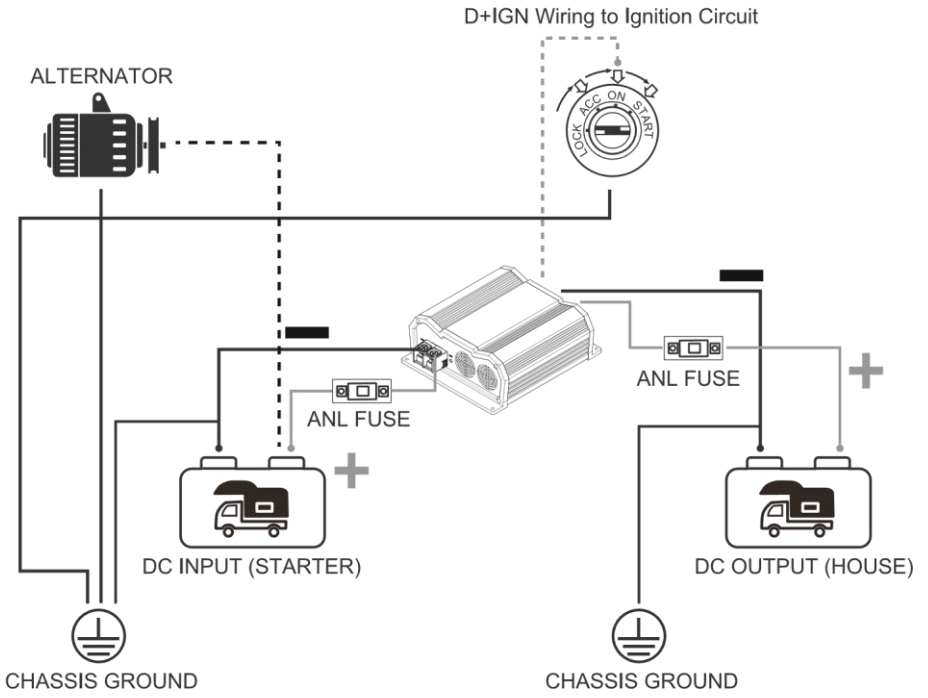 D+IGN Wiring to Ignition Circuit
ALTERNATOR
LOCK ACC ON START
ANL FUSE
ANL FUSE
DC INPUT (STARTER)
DC OUTPUT (HOUSE)
CHASSIS GROUND
CHASSIS GROUND